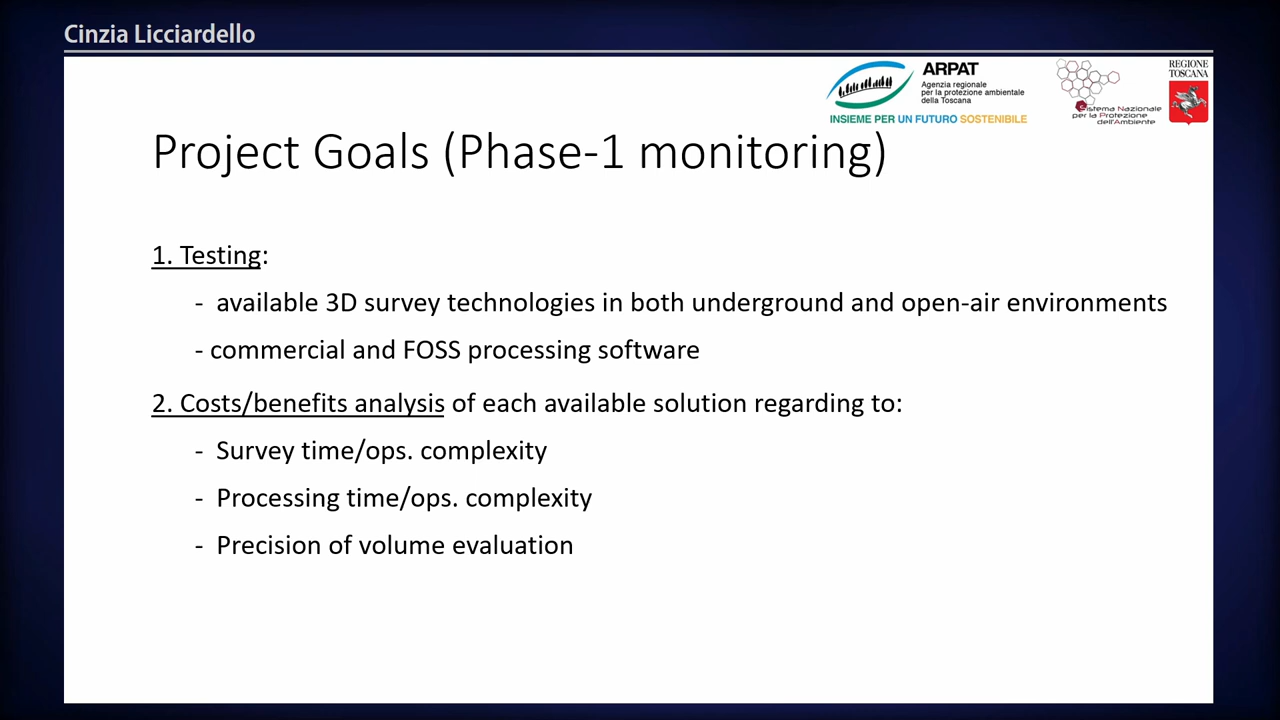 Cinzia Licciardello
ARPAT
Agenzia regionale
per la protezione ambientale
della Toscana
INSIEME PER UN FUTURO SOSTENIBILE
Sistema Nazionale
per la Protezione
dell'Ambiente
REGIONE
TOSCANA
Project Goals (Phase-1 monitoring)
1. Testing:
- available 3D survey technologies in both underground and open-air environments
- commercial and FOSS processing software
2. Costs/benefits analysis of each available solution regarding to:
- Survey time/ops. complexity
- Processing time/ops. complexity
- Precision of volume evaluation